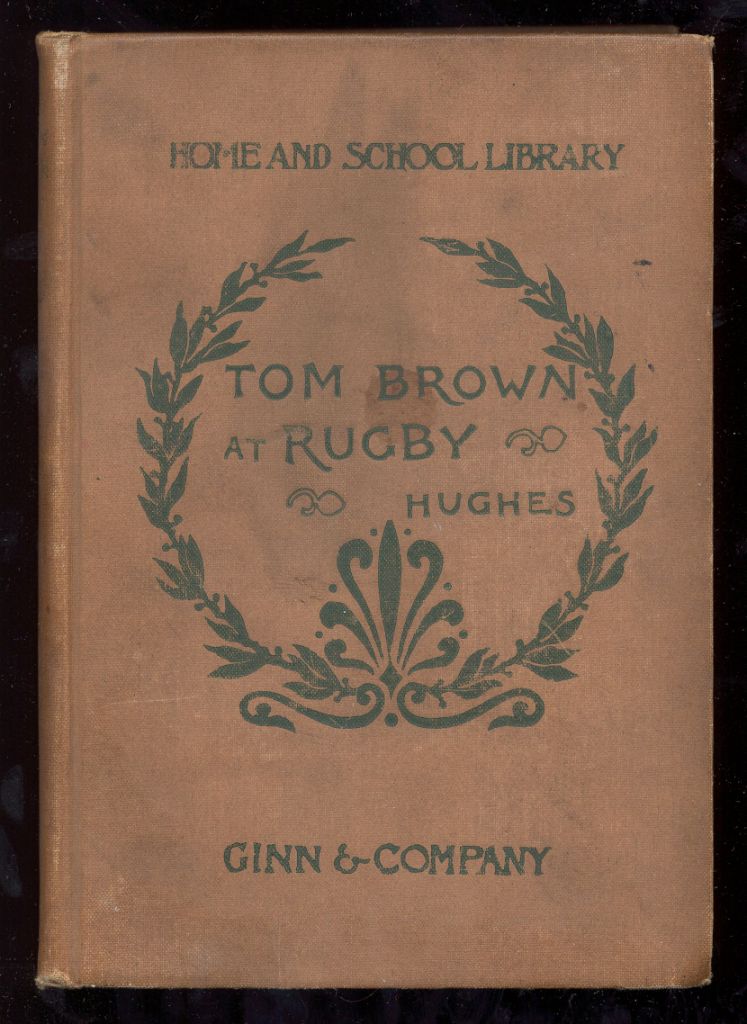 HOME AND SCHOOL LIBRARY
TOM BROWN
AT RUGBY
HUGHES
GINN & COMPANY